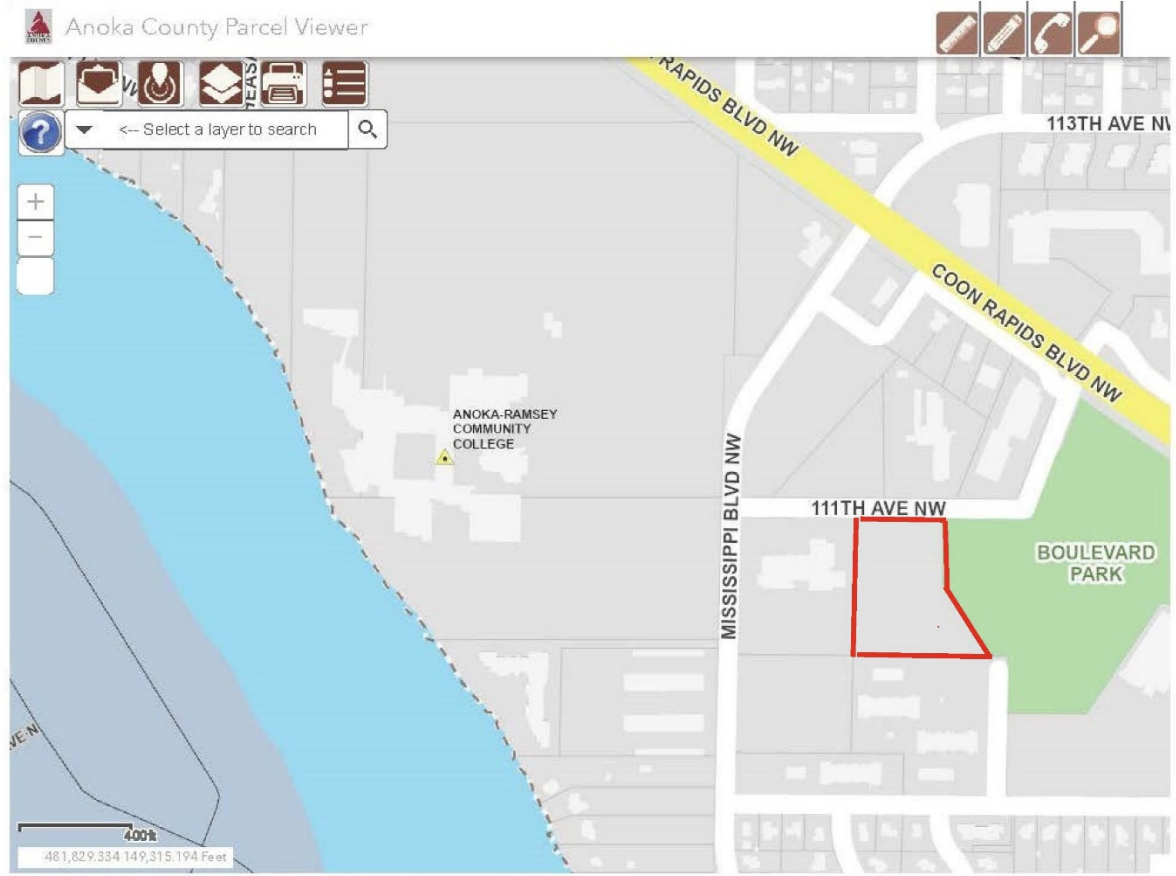 Anoka County Parcel Viewer
RAPIDS BLVD NW
<-- Select a layer to search
113TH AVE
COON RAPIDS BLVD NW
ANOKA-RAMSEY
COMMUNITY
COLLEGE
MISSISSIPPI BLVD NW
111TH AVE NW
BOULEVARD
PARK
400ft
481,829.334 149,315.194 Feet